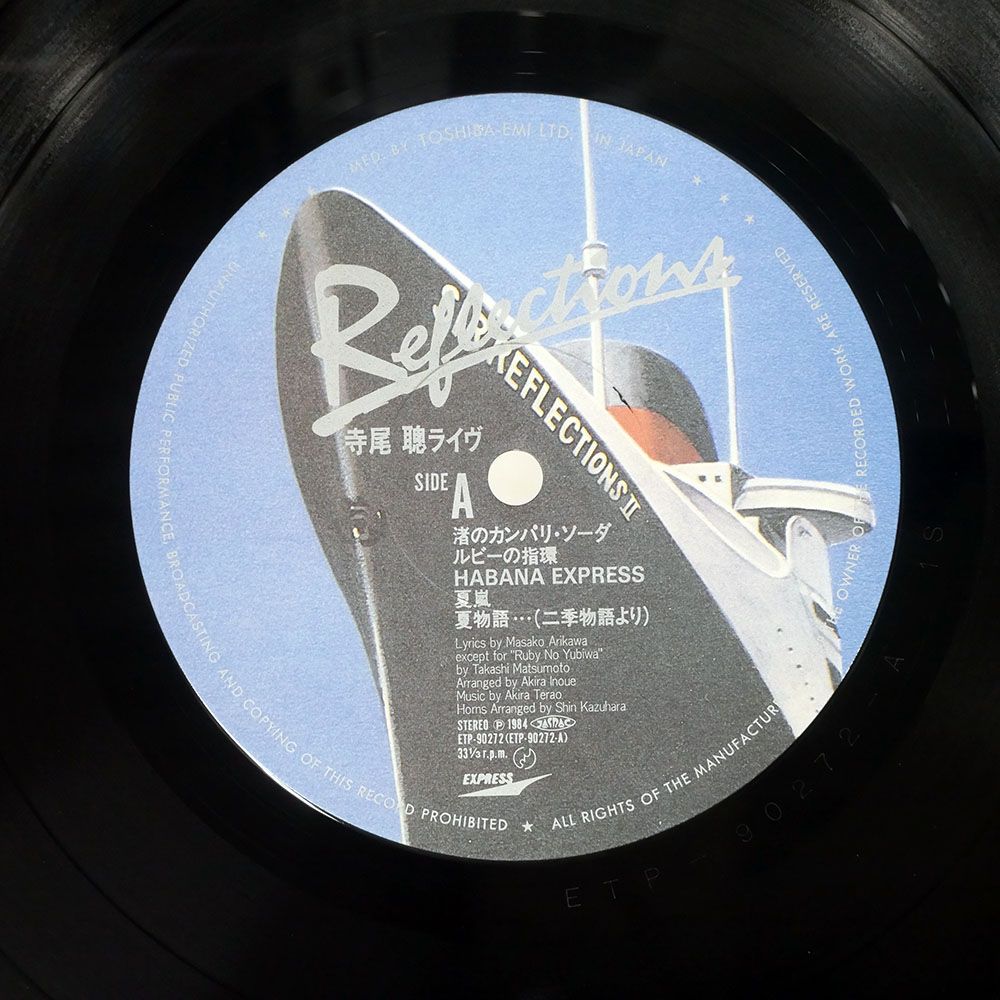 MFD. BY TOSHIBA-EMI LTD. IN JAPAN
Reflections
REFLECTIONS II
寺尾 聰ライヴ
SIDE A
渚のカンパリ・ソーダ
ルビーの指環
HABANA EXPRESS
夏嵐
夏物語…(二季物語より)
Lyrics by Masako Arikawa
except for "Ruby No Yubiwa"
by Takashi Matsumoto
Arranged by Akira Inoue
Music by Akira Terao
Horns Arranged by Shin Kazuhara
STEREO Ⓟ 1984 JASRAC
ETP-90272 (ETP-90272-A)
33⅓ r.p.m.
EXPRESS
UNAUTHORIZED PUBLIC PERFORMANCE, BROADCASTING AND COPYING OF THIS RECORD PROHIBITED ★ ALL RIGHTS OF THE MANUFACTUR THE OWNER OF THE RECORDED WORK ARE RESERVED
ETP-90272-A 1S